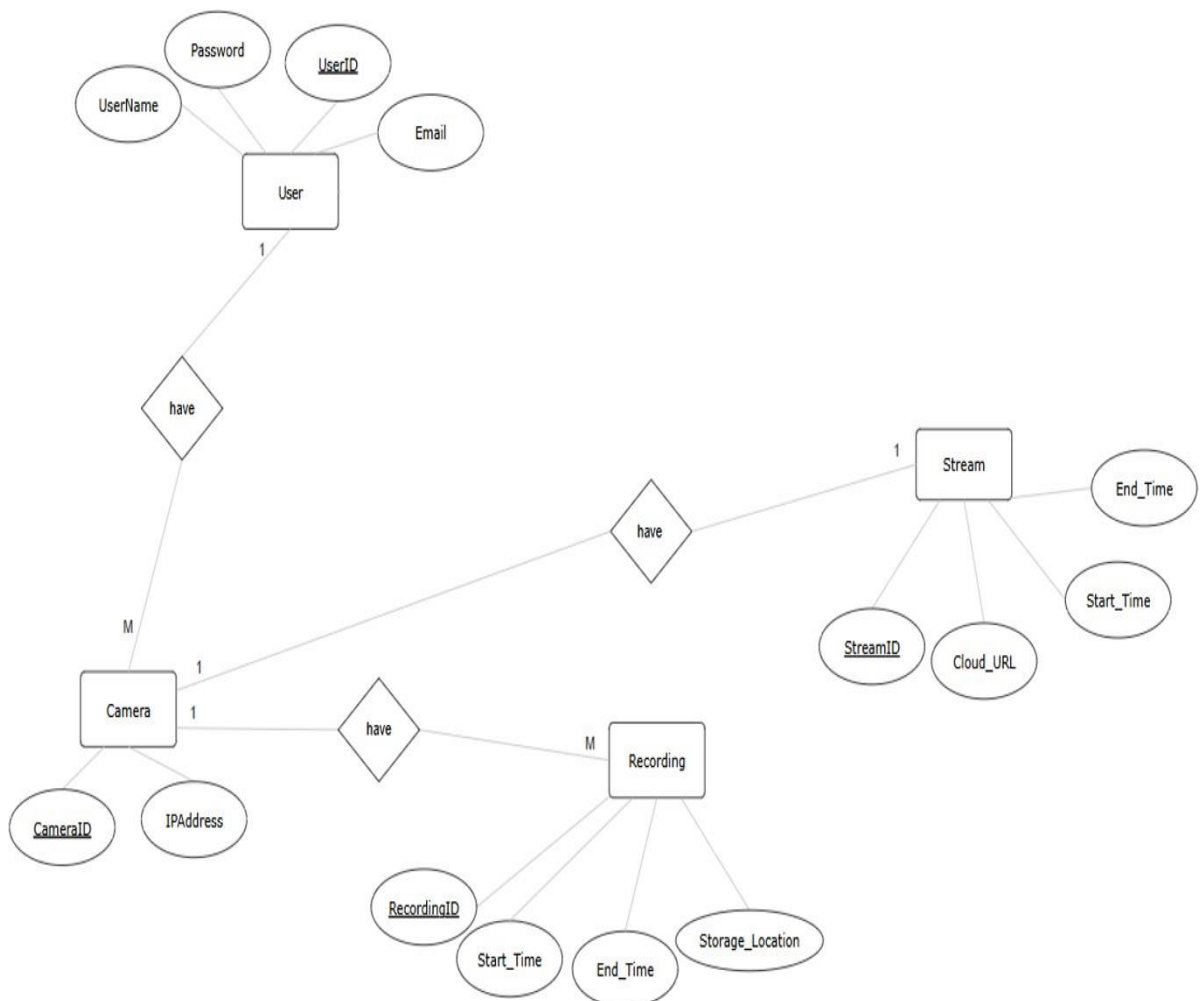 Password
UserID
UserName
Email
User
1
have
1
Stream
End_Time
have
Start_Time
M
StreamID
Cloud_URL
1
Camera
1
have
M
Recording
CameraID
IPAddress
RecordingID
Start_Time
End_Time
Storage_Location